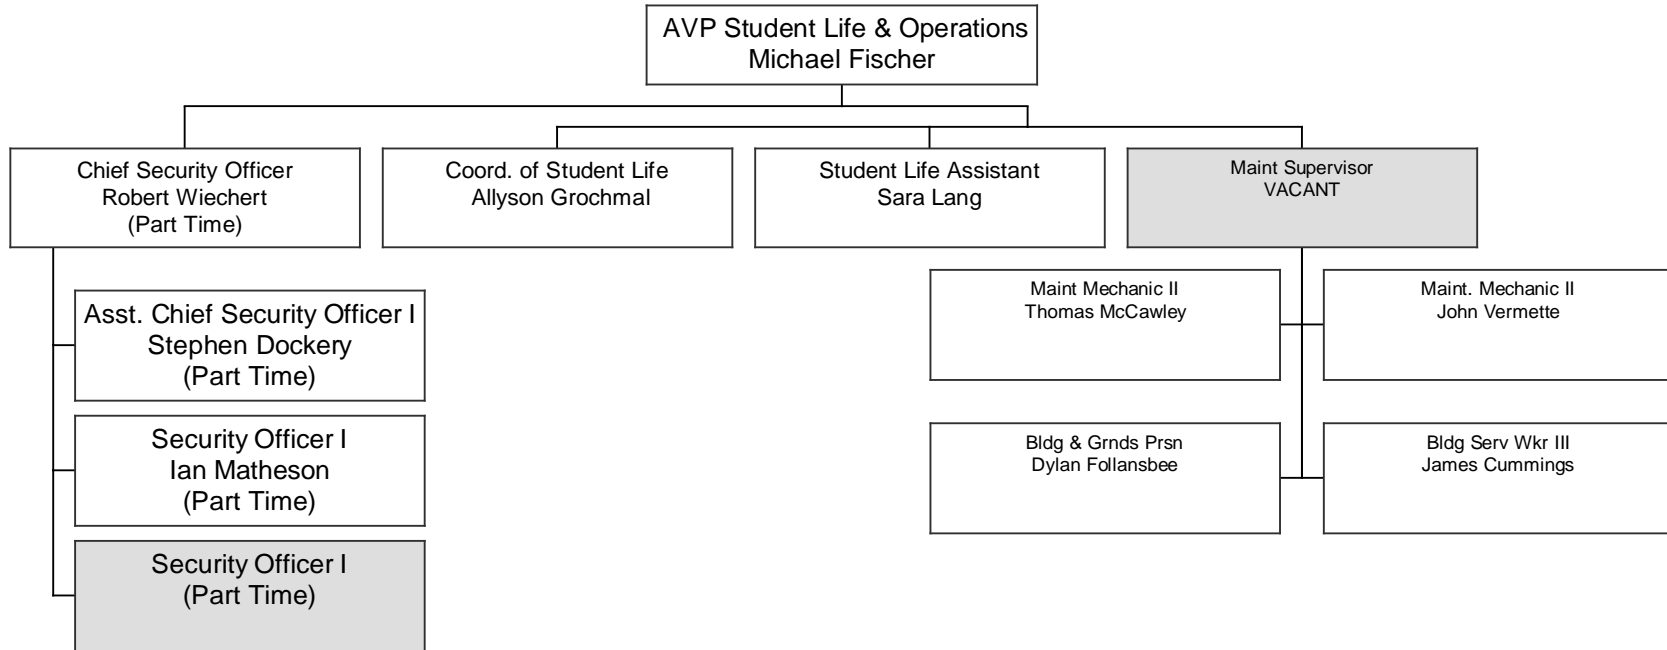 AVP Student Life & Operations
Michael Fischer
Chief Security Officer
Robert Wiechert
(Part Time)
Coord. of Student Life
Allyson Grochmal
Student Life Assistant
Sara Lang
Maint Supervisor
VACANT
Asst. Chief Security Officer I
Stephen Dockery
(Part Time)
Security Officer I
Ian Matheson
(Part Time)
Security Officer I
(Part Time)
Maint Mechanic II
Thomas McCawley
Maint. Mechanic II
John Vermette
Bldg & Grnds Prsn
Dylan Follansbee
Bldg Serv Wkr III
James Cummings